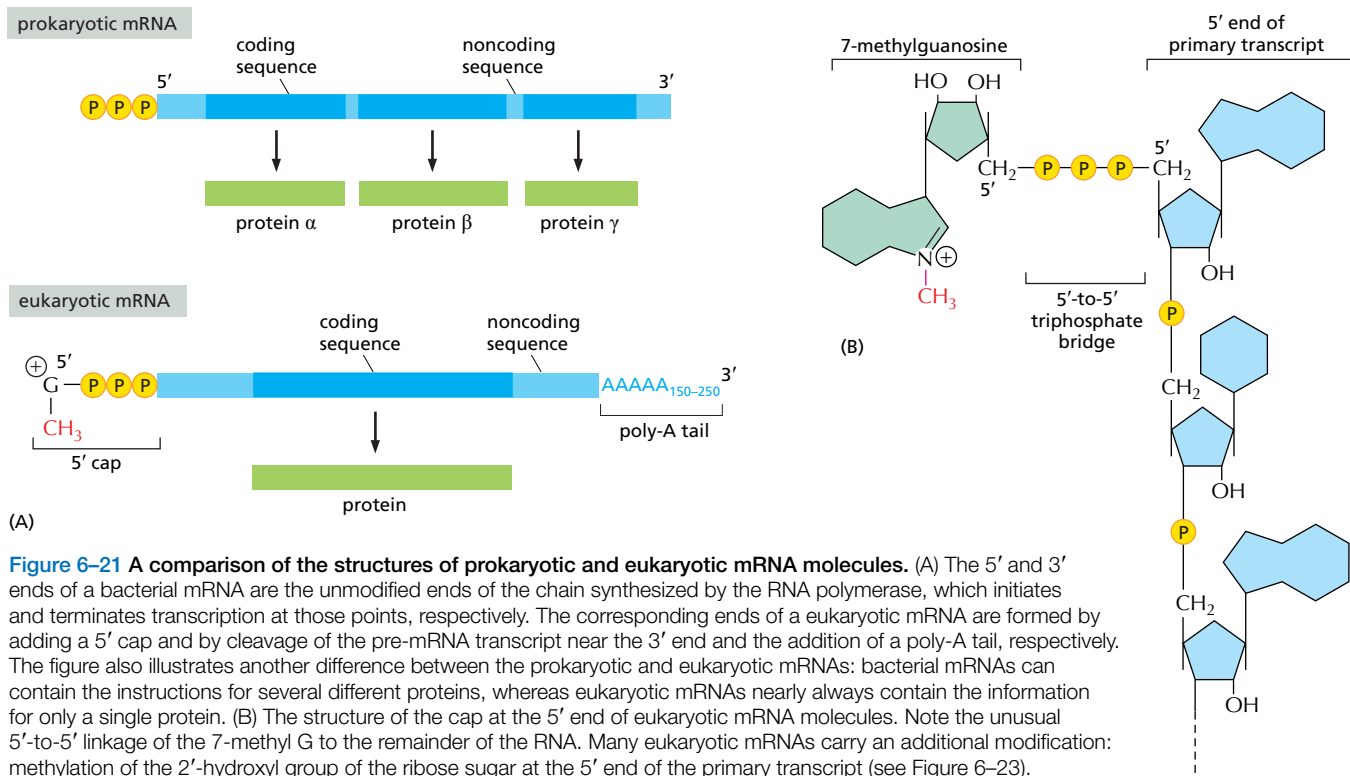 prokaryotic mRNA
coding
sequence
noncoding
sequence
5′
3′
P P P
protein α
protein β
protein γ
eukaryotic mRNA
coding
sequence
noncoding
sequence
+
5′
G
P P P
CH3
5′ cap
AAAAA150–250
3′
poly-A tail
protein
(A)
7-methylguanosine
5′ end of
primary transcript
HO OH
CH2
5′
P P P
5′
CH2
N +
CH3
OH
5′-to-5′
triphosphate
bridge
(B)
P
CH2
OH
P
CH2
OH
Figure 6–21 A comparison of the structures of prokaryotic and eukaryotic mRNA molecules. (A) The 5′ and 3′
ends of a bacterial mRNA are the unmodified ends of the chain synthesized by the RNA polymerase, which initiates
and terminates transcription at those points, respectively. The corresponding ends of a eukaryotic mRNA are formed by
adding a 5′ cap and by cleavage of the pre-mRNA transcript near the 3′ end and the addition of a poly-A tail, respectively.
The figure also illustrates another difference between the prokaryotic and eukaryotic mRNAs: bacterial mRNAs can
contain the instructions for several different proteins, whereas eukaryotic mRNAs nearly always contain the information
for only a single protein. (B) The structure of the cap at the 5′ end of eukaryotic mRNA molecules. Note the unusual
5′-to-5′ linkage of the 7-methyl G to the remainder of the RNA. Many eukaryotic mRNAs carry an additional modification:
methylation of the 2′-hydroxyl group of the ribose sugar at the 5′ end of the primary transcript (see Figure 6–23).